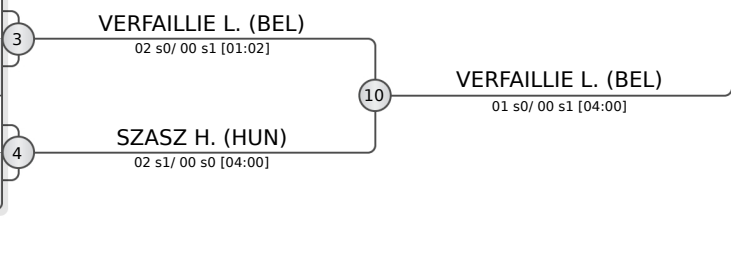 VERFAILLIE L. (BEL)
3
02 s0/ 00 s1 [01:02]
VERFAILLIE L. (BEL)
10
01 s0/ 00 s1 [04:00]
SZASZ H. (HUN)
4
02 s1/ 00 s0 [04:00]